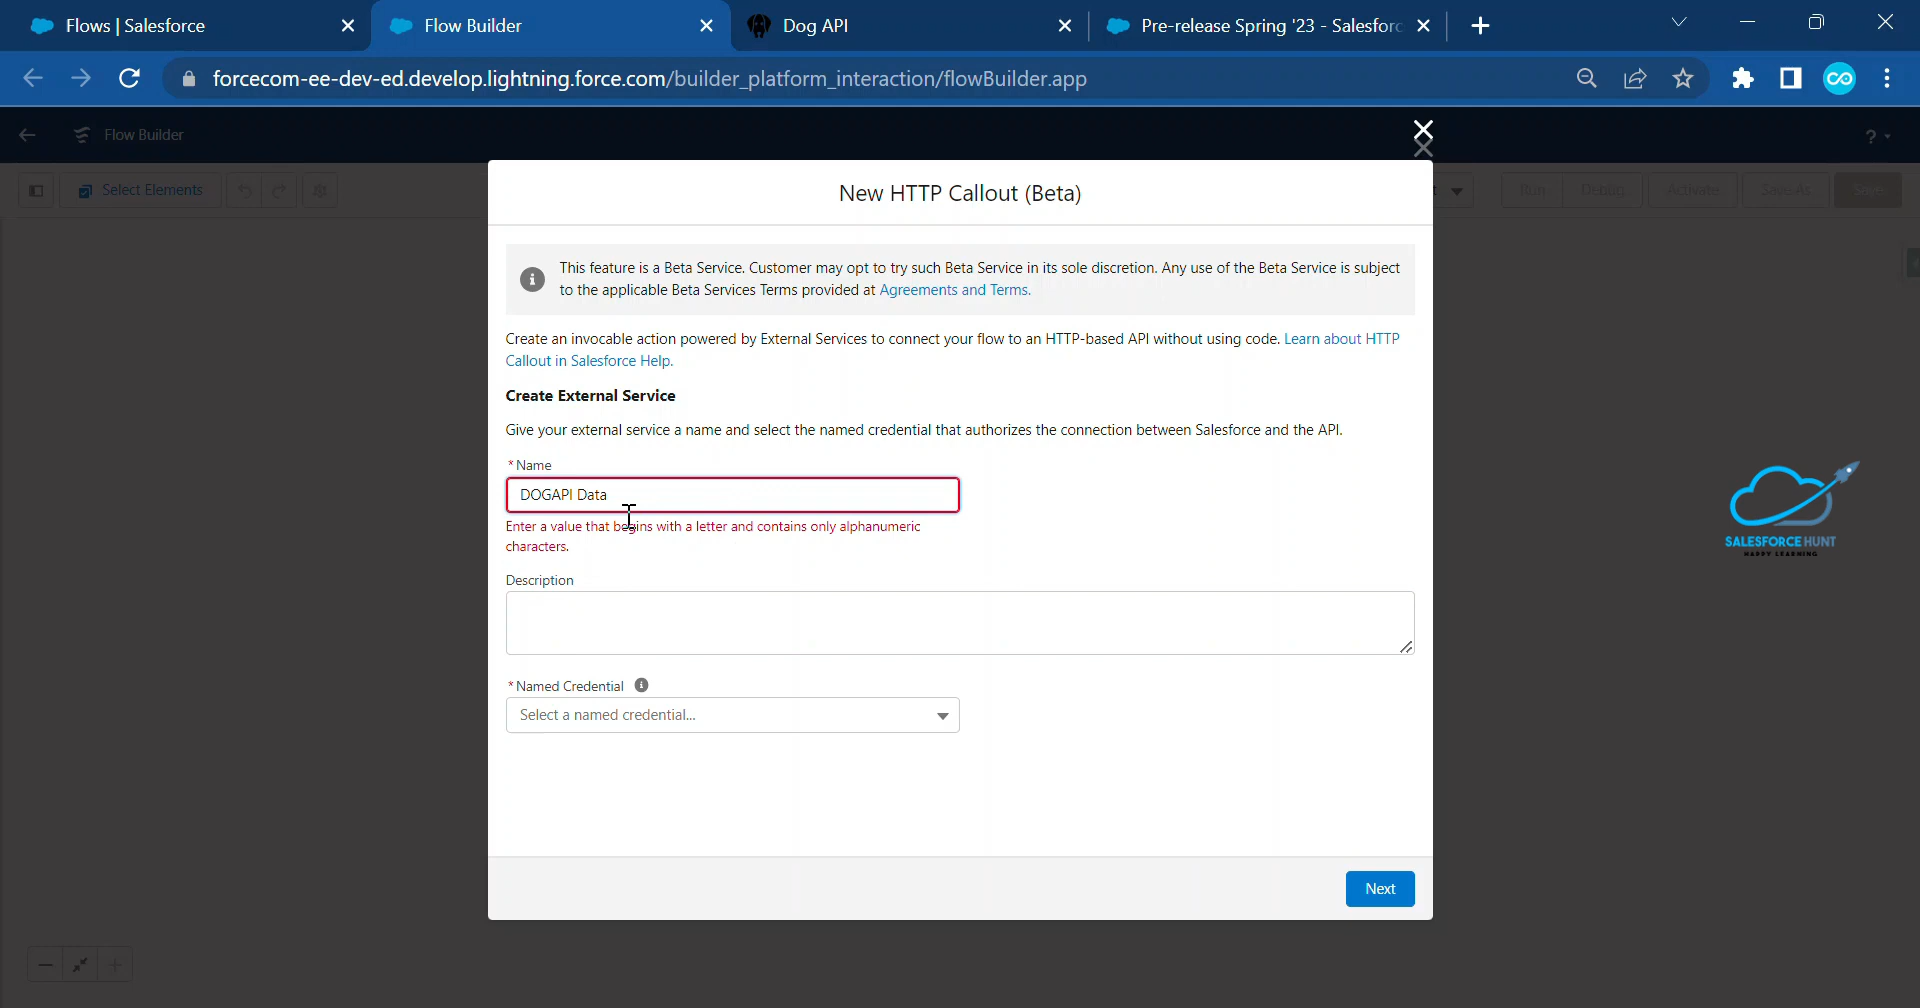 Flows | Salesforce
Flow Builder
Dog API
Pre-release Spring '23 - Salesforc
forcecom-ee-dev-ed.develop.lightning.force.com/builder_platform_interaction/flowBuilder.app
Flow Builder
?
Select Elements
t
Run
Debug
Activate
Save As
Save
New HTTP Callout (Beta)
This feature is a Beta Service. Customer may opt to try such Beta Service in its sole discretion. Any use of the Beta Service is subject
to the applicable Beta Services Terms provided at Agreements and Terms.
Create an invocable action powered by External Services to connect your flow to an HTTP-based API without using code. Learn about HTTP
Callout in Salesforce Help.
Create External Service
Give your external service a name and select the named credential that authorizes the connection between Salesforce and the API.
* Name
DOGAPI Data
Enter a value that begins with a letter and contains only alphanumeric
characters.
Description
* Named Credential
Select a named credential...
Next
SALESFORCE HUNT
HAPPY LEARNING